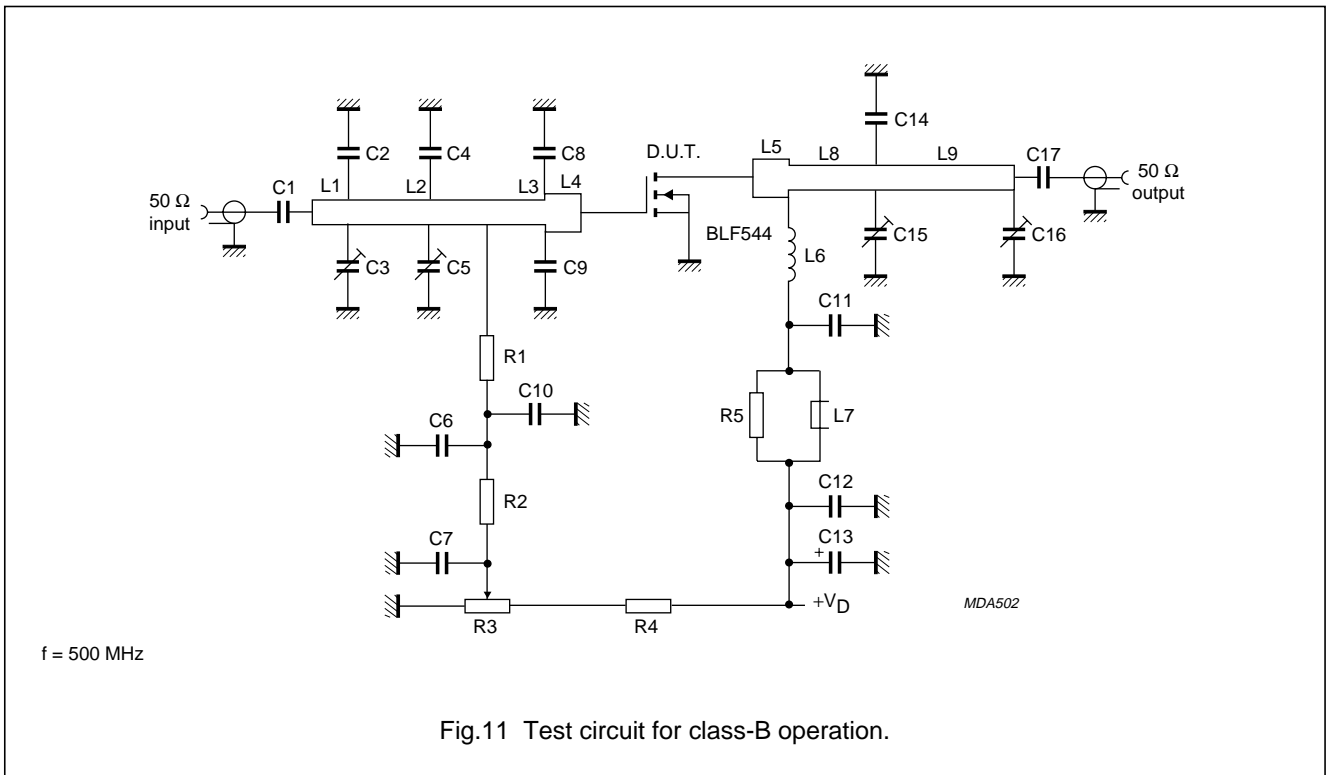 C14
D.U.T.
L5
L8
L9
C17
50 Ω
output
C2
C4
C8
L1
L2
L3
L4
C1
50 Ω
input
BLF544
C3
C5
C9
L6
C15
C16
C11
R1
C10
C6
R5
L7
R2
C12
C7
C13
+
+VD
R3
R4
MDA502
f = 500 MHz
Fig.11 Test circuit for class-B operation.